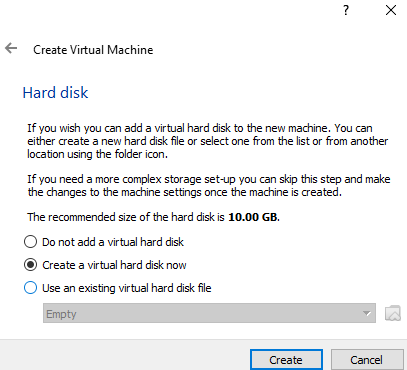 ?
Create Virtual Machine
Hard disk
If you wish you can add a virtual hard disk to the new machine. You can
either create a new hard disk file or select one from the list or from another
location using the folder icon.
If you need a more complex storage set-up you can skip this step and make
the changes to the machine settings once the machine is created.
The recommended size of the hard disk is 10.00 GB.
Do not add a virtual hard disk
Create a virtual hard disk now
Use an existing virtual hard disk file
Empty
Create Cancel